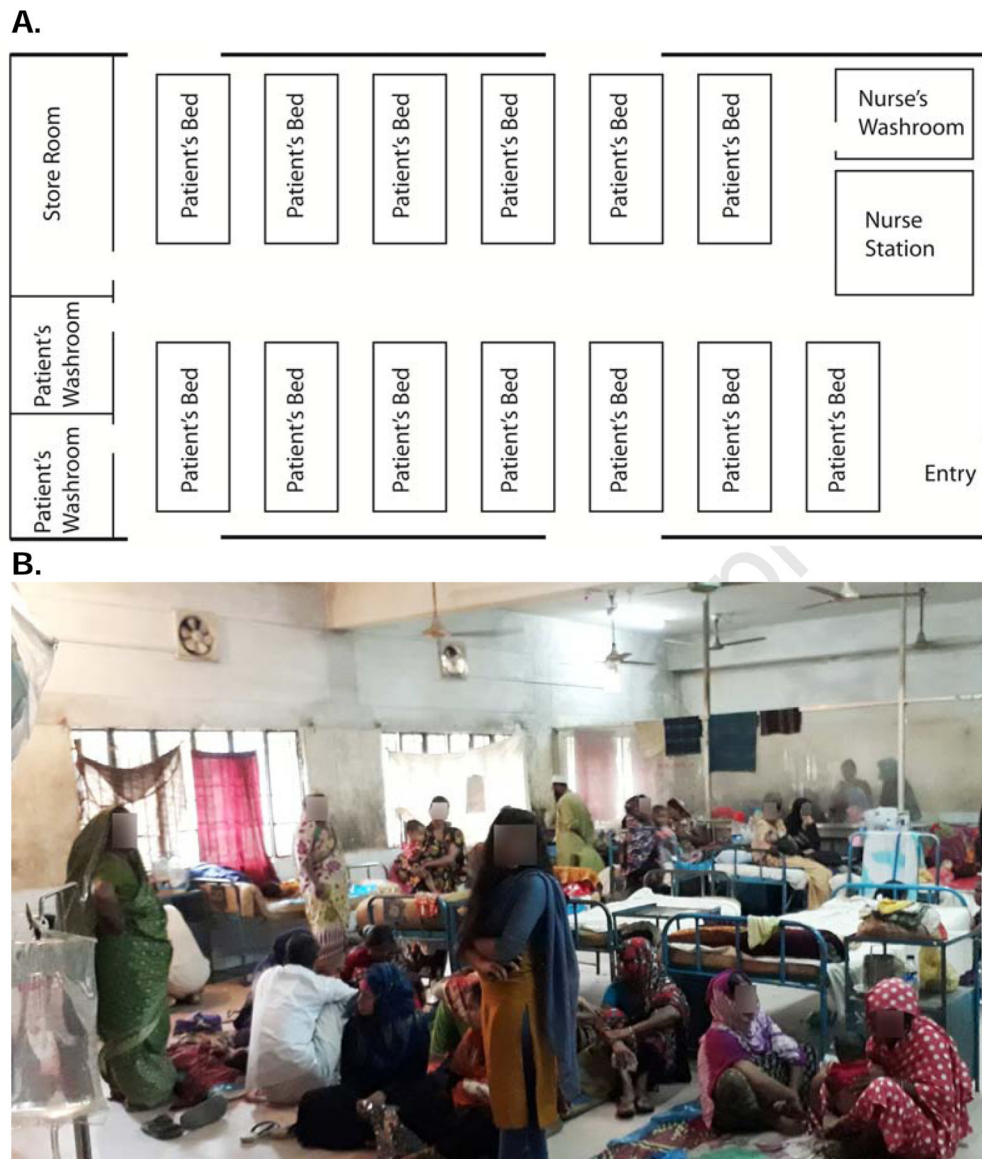 A.
Store Room
Patient's Bed
Patient's Bed
Patient's Bed
Patient's Bed
Patient's Bed
Patient's Bed
Nurse's
Washroom
Nurse
Station
Patient's
Washroom
Patient's
Washroom
Patient's Bed
Patient's Bed
Patient's Bed
Patient's Bed
Patient's Bed
Patient's Bed
Patient's Bed
Entry
B.